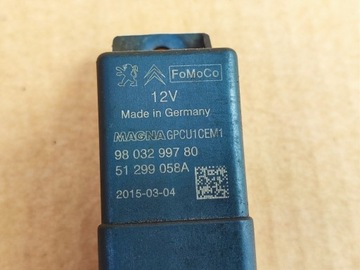 FoMoCo
12V
Made in Germany
MAGNA GPCU1CEM1
98 032 997 80
51 299 058A
2015-03-04